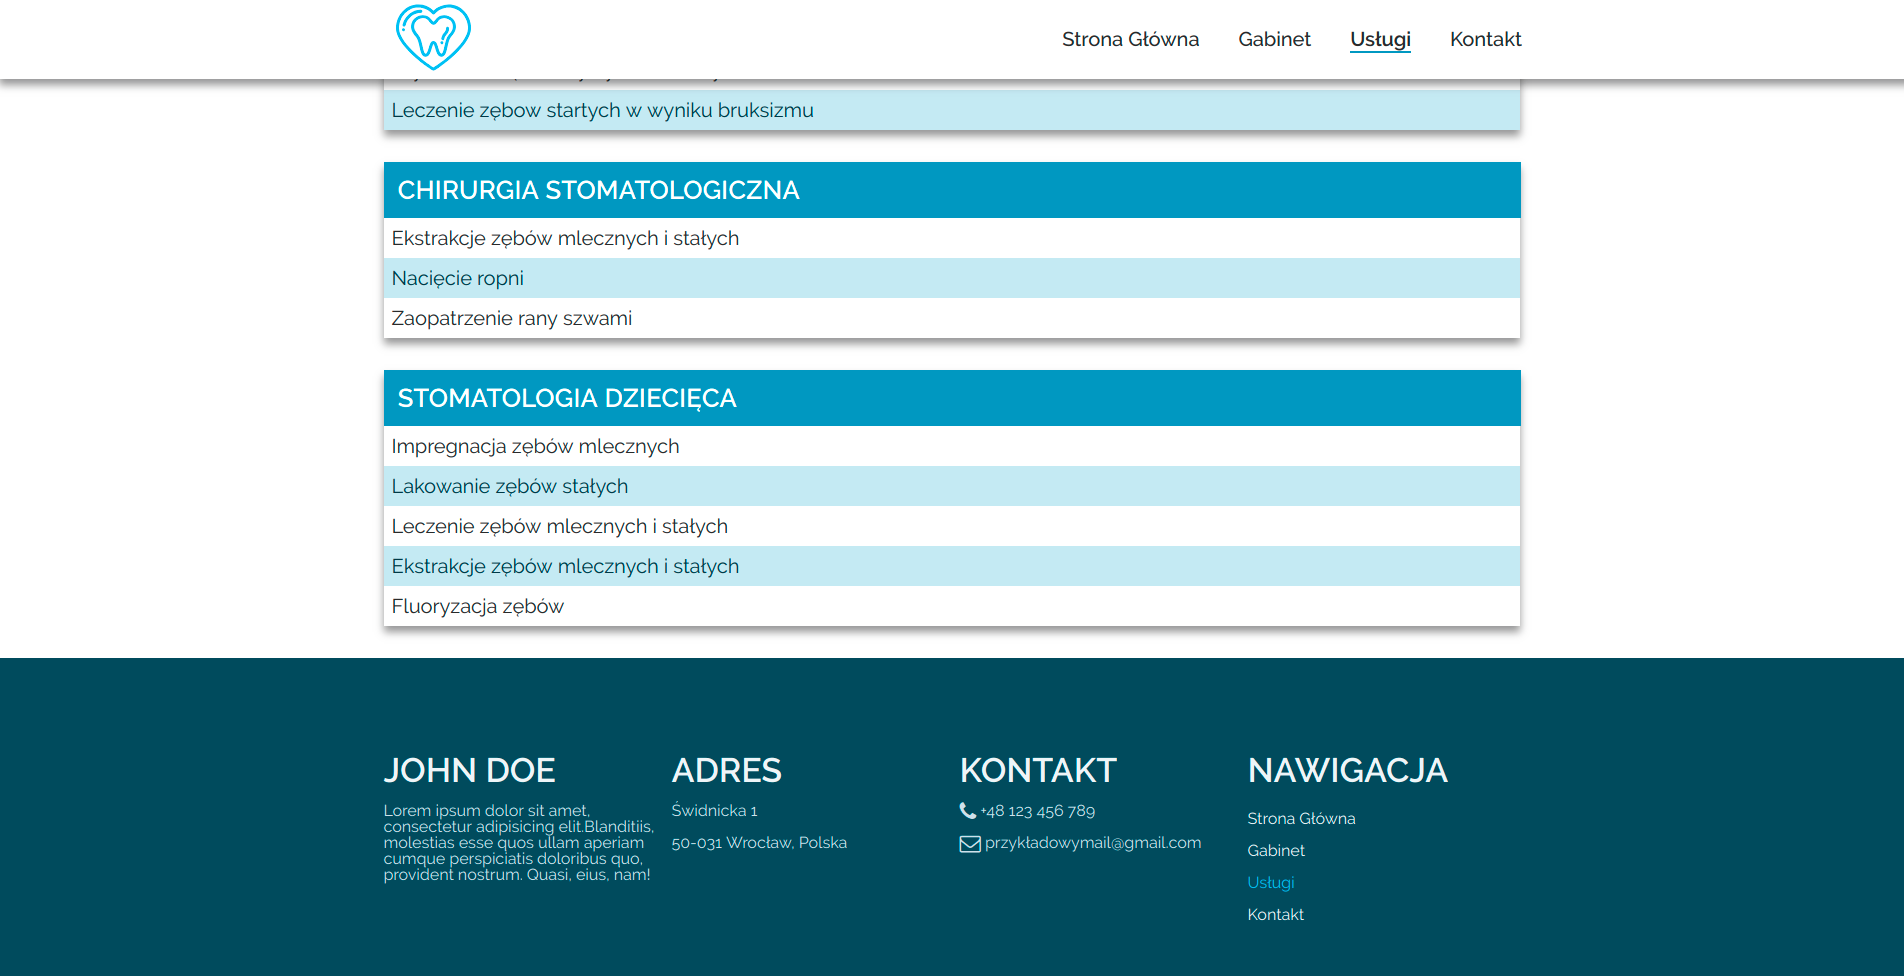 Strona Główna Gabinet Usługi Kontakt
Leczenie zębow startych w wyniku bruksizmu
CHIRURGIA STOMATOLOGICZNA
Ekstrakcje zębów mlecznych i stałych
Nacięcie ropni
Zaopatrzenie rany szwami
STOMATOLOGIA DZIECIĘCA
Impregnacja zębów mlecznych
Lakowanie zębów stałych
Leczenie zębów mlecznych i stałych
Ekstrakcje zębów mlecznych i stałych
Fluoryzacja zębów
JOHN DOE
Lorem ipsum dolor sit amet,
consectetur adipisicing elit.Blanditiis,
molestias esse quos ullam aperiam
cumque perspiciatis doloribus quo,
provident nostrum. Quasi, eius, nam!
ADRES
Świdnicka 1
50-031 Wrocław, Polska
KONTAKT
+48 123 456 789
przykładowymail@gmail.com
NAWIGACJA
Strona Główna
Gabinet
Usługi
Kontakt